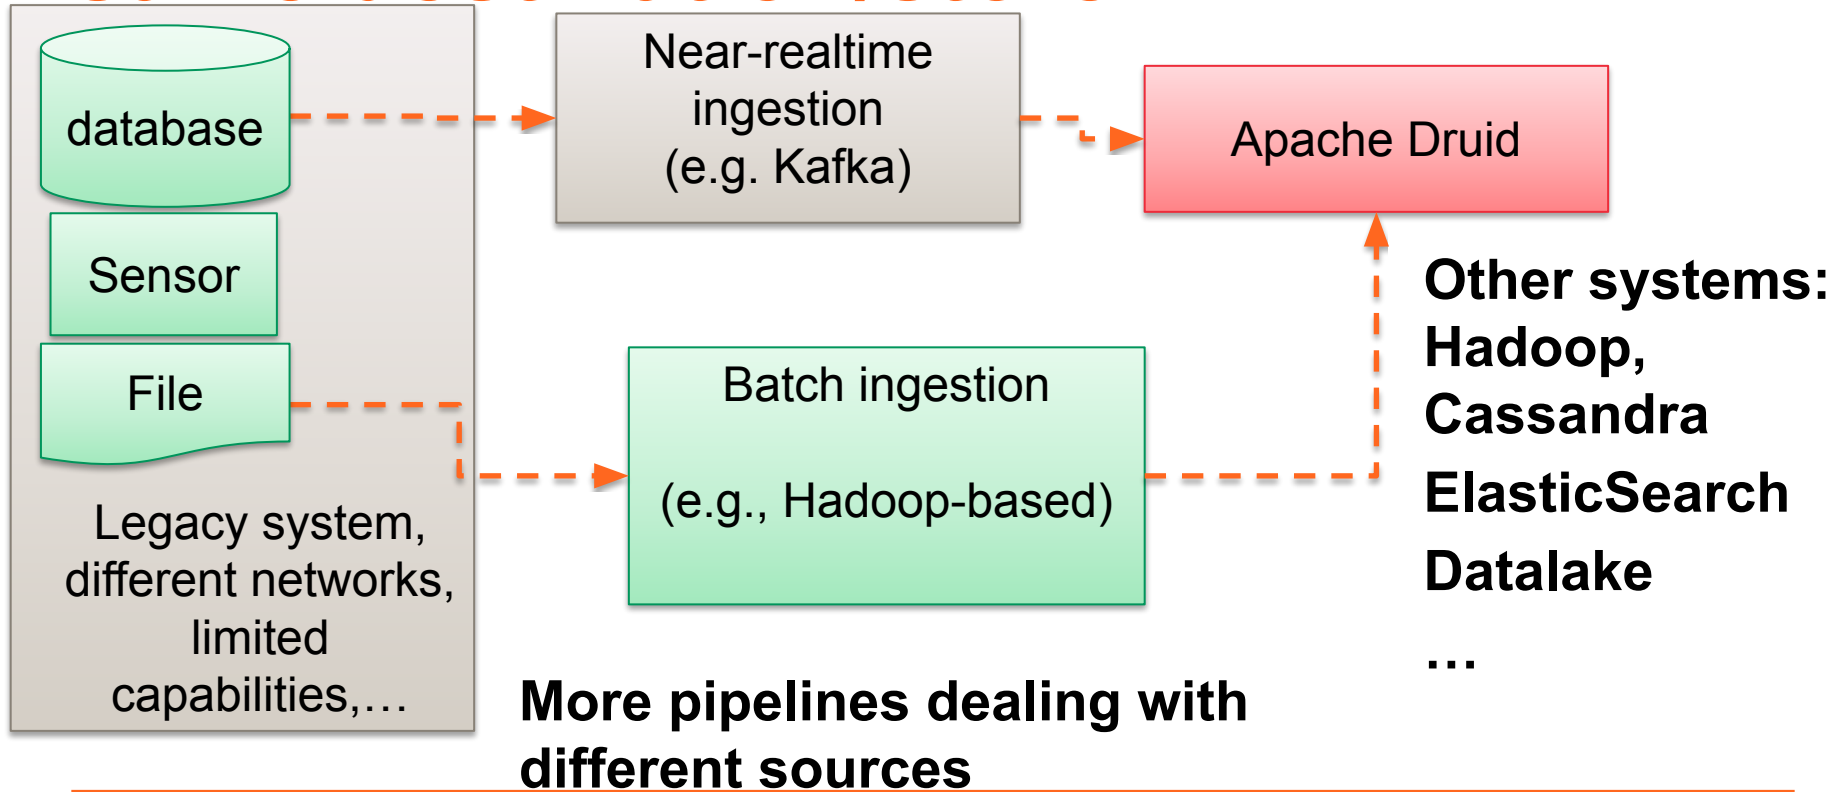 database
Sensor
File
Legacy system,
different networks,
limited
capabilities,…
Near-realtime
ingestion
(e.g. Kafka)
Apache Druid
Batch ingestion
(e.g., Hadoop-based)
Other systems:
Hadoop,
Cassandra
ElasticSearch
Datalake
…
More pipelines dealing with
different sources